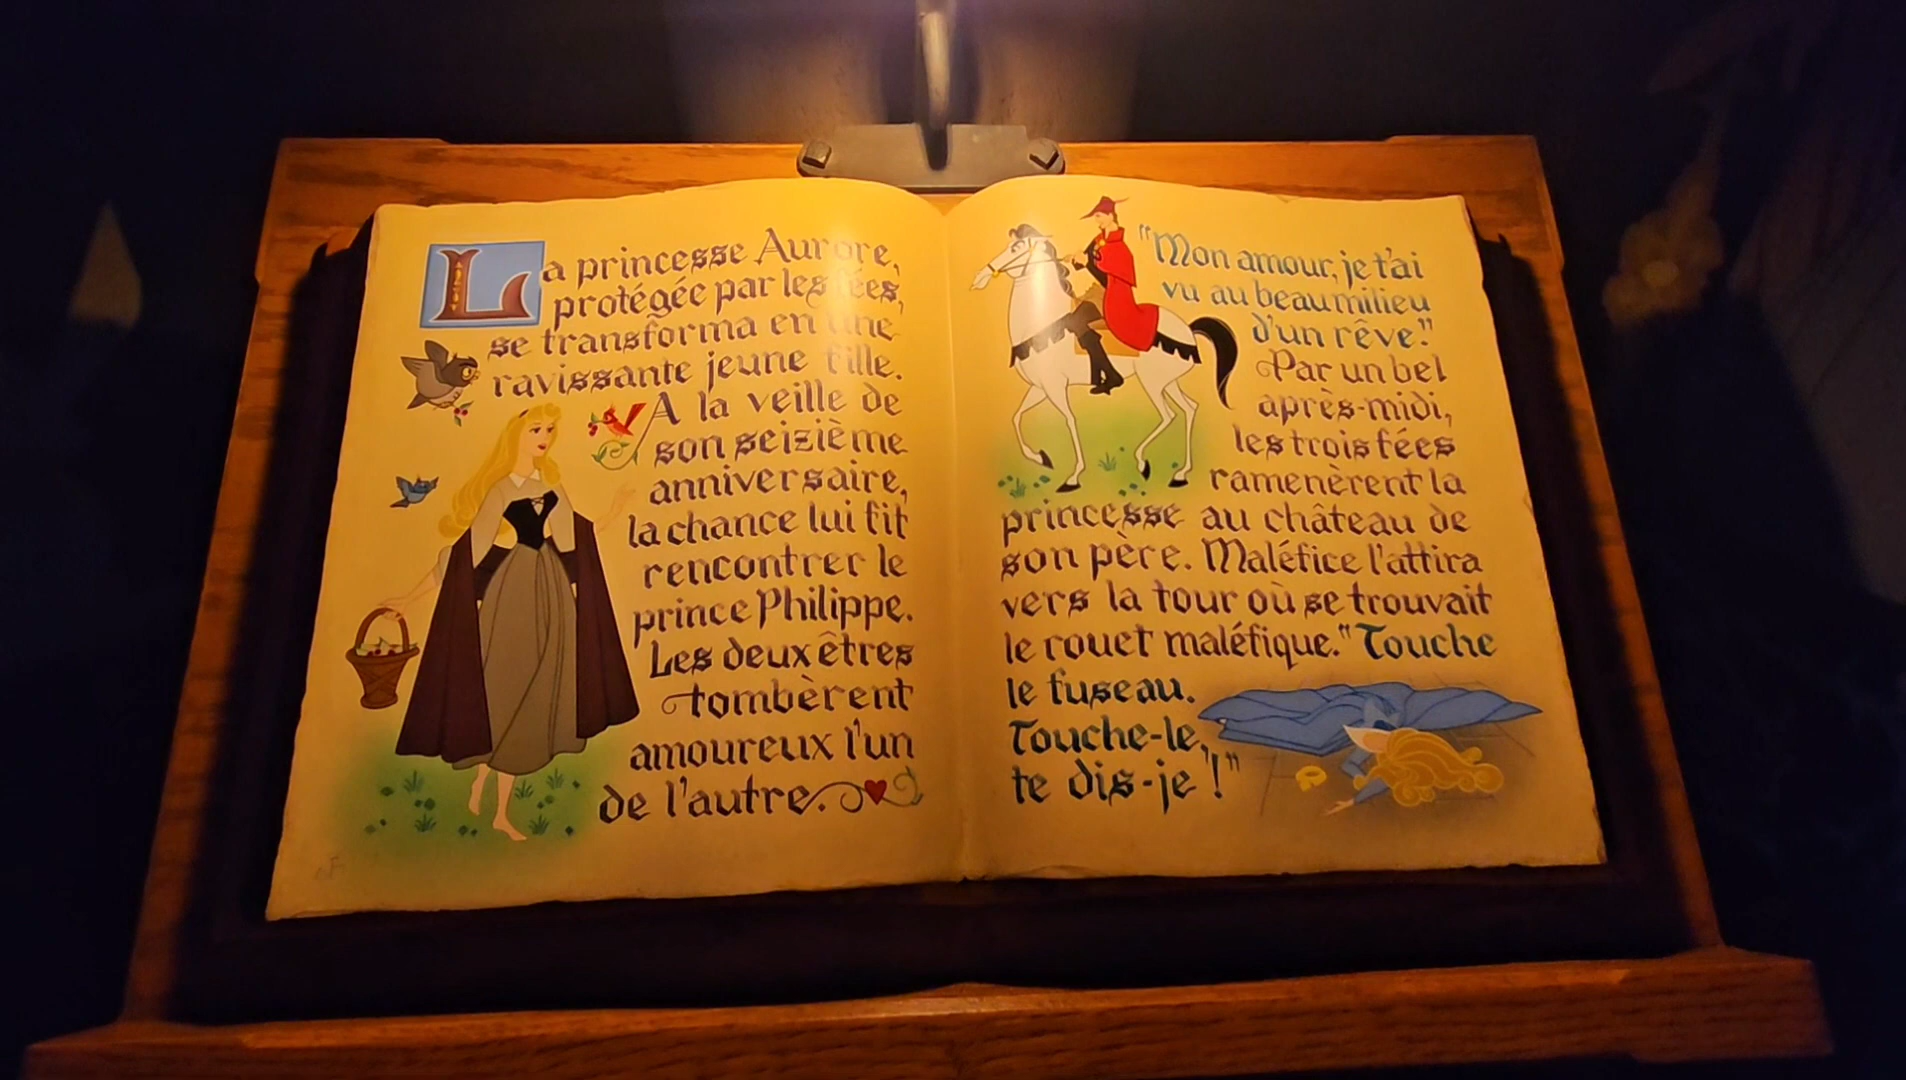 La princesse Aurore,
protégée par les fées,
se transforma en une
ravissante jeune fille.
A la veille de
son seizième
anniversaire,
la chance lui fit
rencontrer le
prince Philippe.
Les deux êtres
tombèrent
amoureux l'un
de l'autre.
"Mon amour, je t'ai
vu au beau milieu
d'un rêve."
Par un bel
après-midi,
les trois fées
ramenèrent la
princesse au château de
son père. Maléfice l'attira
vers la tour où se trouvait
le rouet maléfique." Touche
le fuseau.
Touche-le,
te dis-je !"